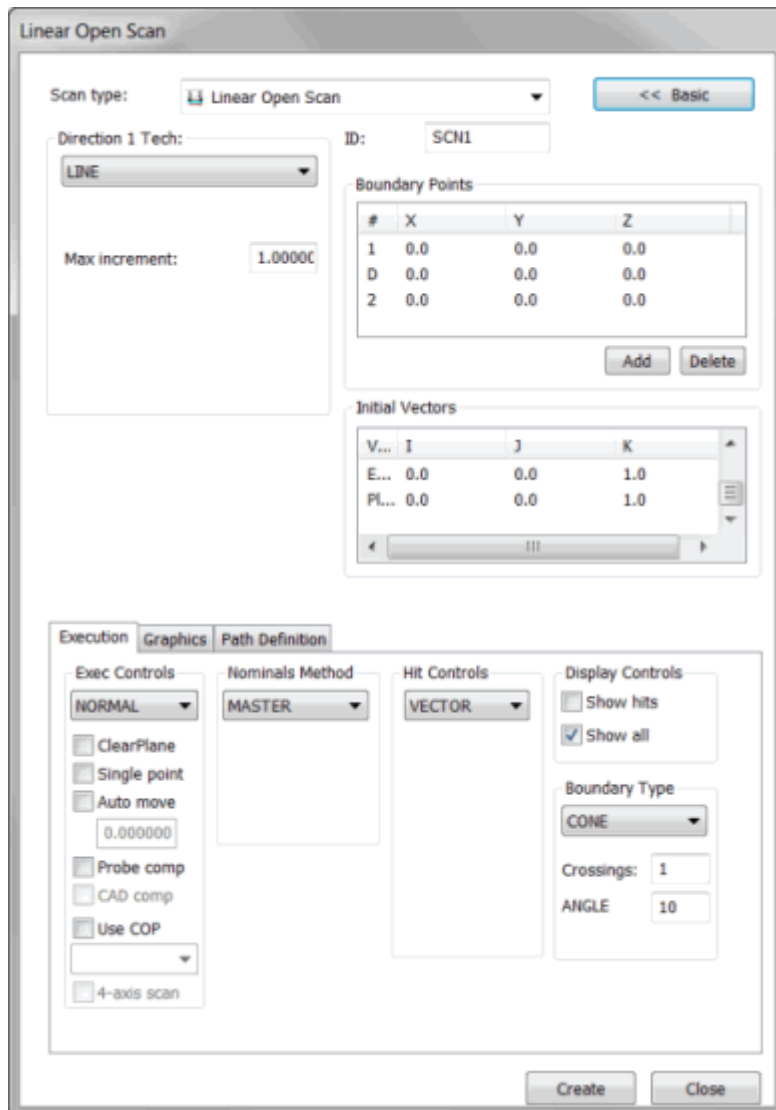 Linear Open Scan
Scan type: Linear Open Scan << Basic
Direction 1 Tech:
LINE
Max increment: 1.00000
ID: SCN1
Boundary Points
# X Y Z
1 0.0 0.0 0.0
D 0.0 0.0 0.0
2 0.0 0.0 0.0
Add Delete
Initial Vectors
V... I J K
E... 0.0 0.0 1.0
Pl... 0.0 0.0 1.0
Execution Graphics Path Definition
Exec Controls
NORMAL
ClearPlane
Single point
Auto move
0.000000
Probe comp
CAD comp
Use COP
4-axis scan
Nominals Method
MASTER
Hit Controls
VECTOR
Display Controls
Show hits
Show all
Boundary Type
CONE
Crossings: 1
ANGLE 10
Create Close